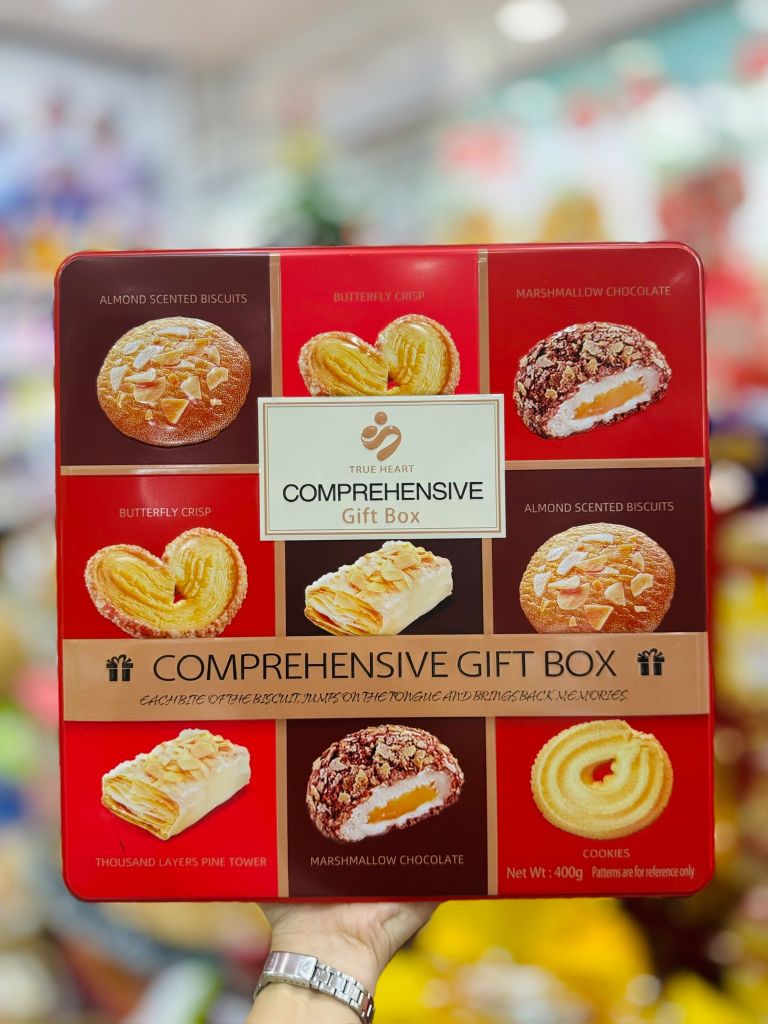 ALMOND SCENTED BISCUITS
BUTTERFLY CRISP
MARSHMALLOW CHOCOLATE
TRUE HEART
COMPREHENSIVE
Gift Box
BUTTERFLY CRISP
ALMOND SCENTED BISCUITS
COMPREHENSIVE GIFT BOX
EACH BITE OF THE BISCUIT JUMPS ON THE TONGUE AND BRINGS BACK MEMORIES.
THOUSAND LAYERS PINE TOWER
MARSHMALLOW CHOCOLATE
COOKIES
Net Wt : 400g Patterns are for reference only